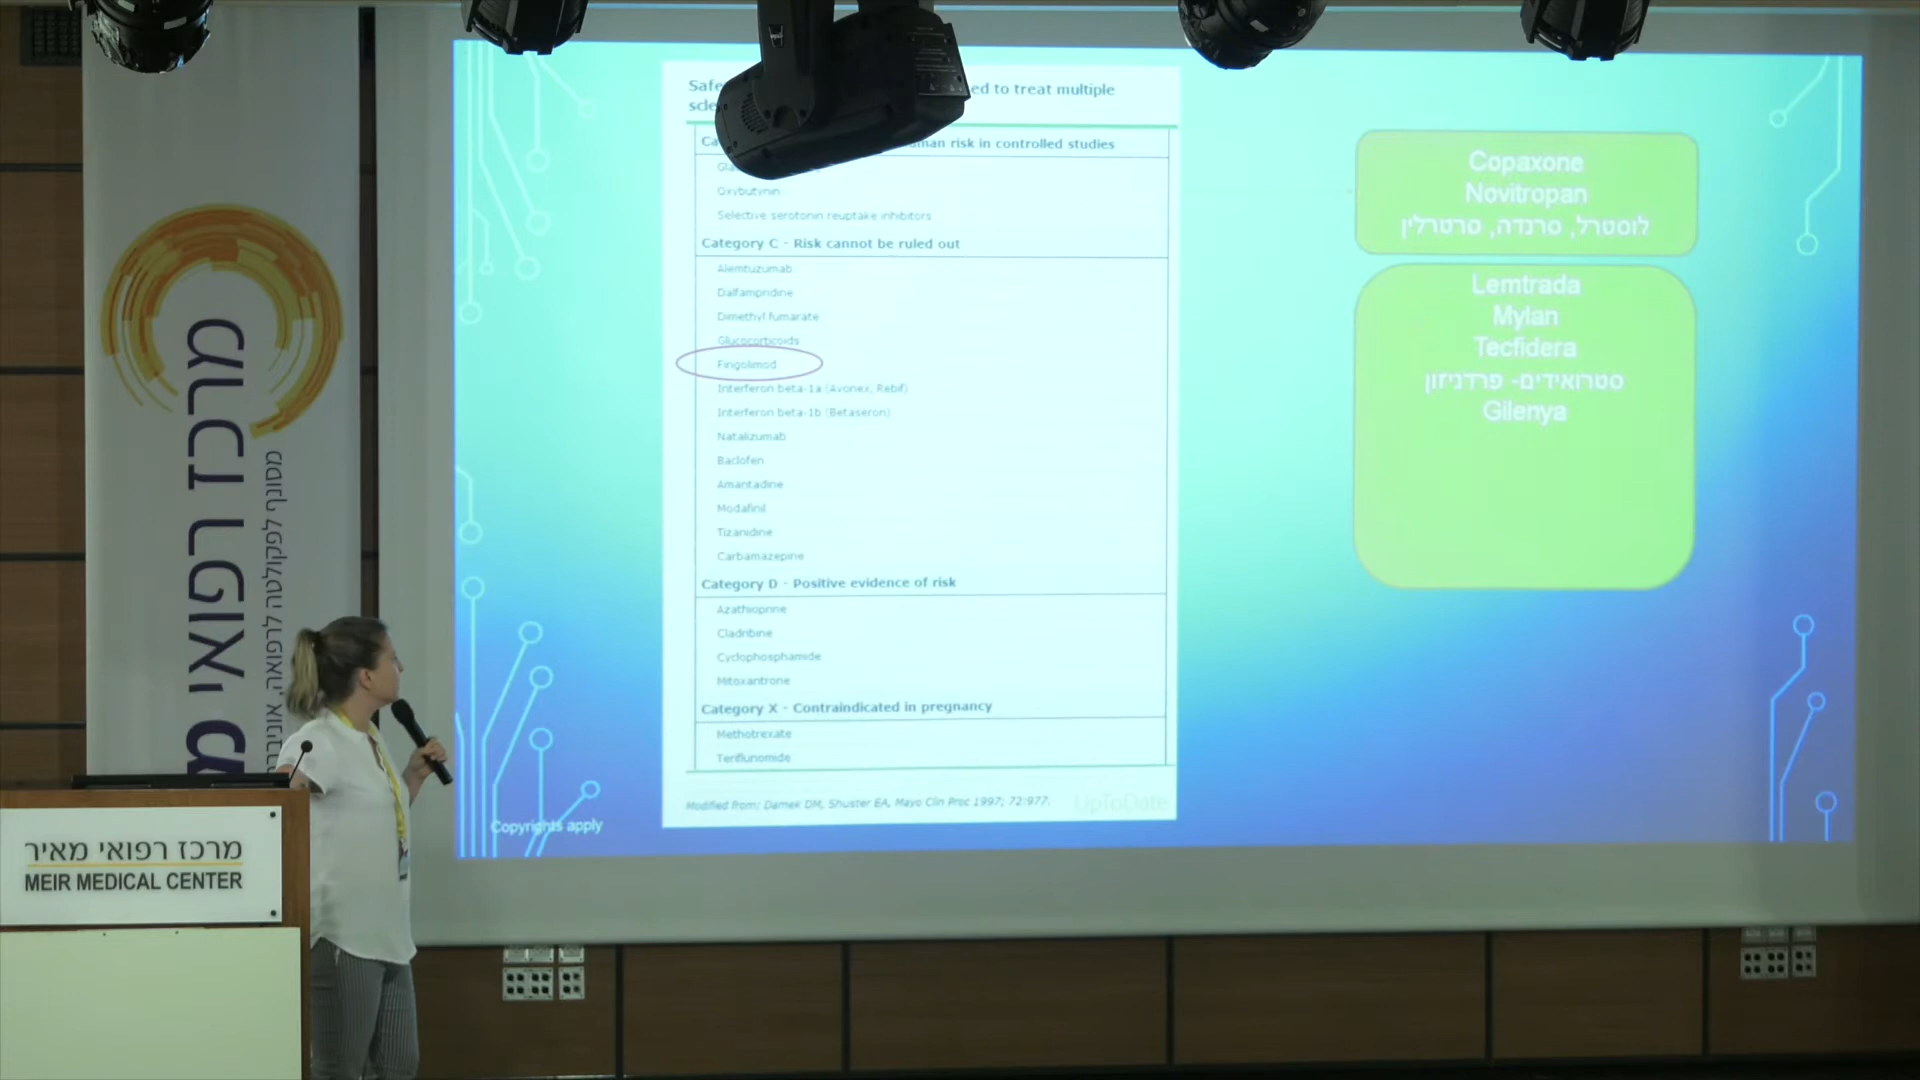 ed to treat multiple
man risk in controlled studies
Oxybutynin
Selective serotonin reuptake inhibitors
Category C - Risk cannot be ruled out
Alemtuzumab
Dalfampridine
Dimethyl fumarate
Glucocorticoids
Fingolimod
Interferon beta-1a (Avonex, Rebif)
Interferon beta-1b (Betaseron)
Natalizumab
Baclofen
Amantadine
Modafinil
Tizanidine
Carbamazepine
Category D - Positive evidence of risk
Azathioprine
Cladribine
Cyclophosphamide
Mitoxantrone
Category X - Contraindicated in pregnancy
Methotrexate
Teriflunomide
Modified from: Damek DM, Shuster EA, Mayo Clin Proc 1997; 72:977.
UpToDate
Copyrights apply
Copaxone
Novitropan
לוסטרל, סרנדה, סרטרלין
Lemtrada
Mylan
Tecfidera
סטרואידים- פרדניזון
Gilenya
מרכז רפואי מאיר
MEIR MEDICAL CENTER
מרכז רפואי
מסונף לפקולטה לרפואה,